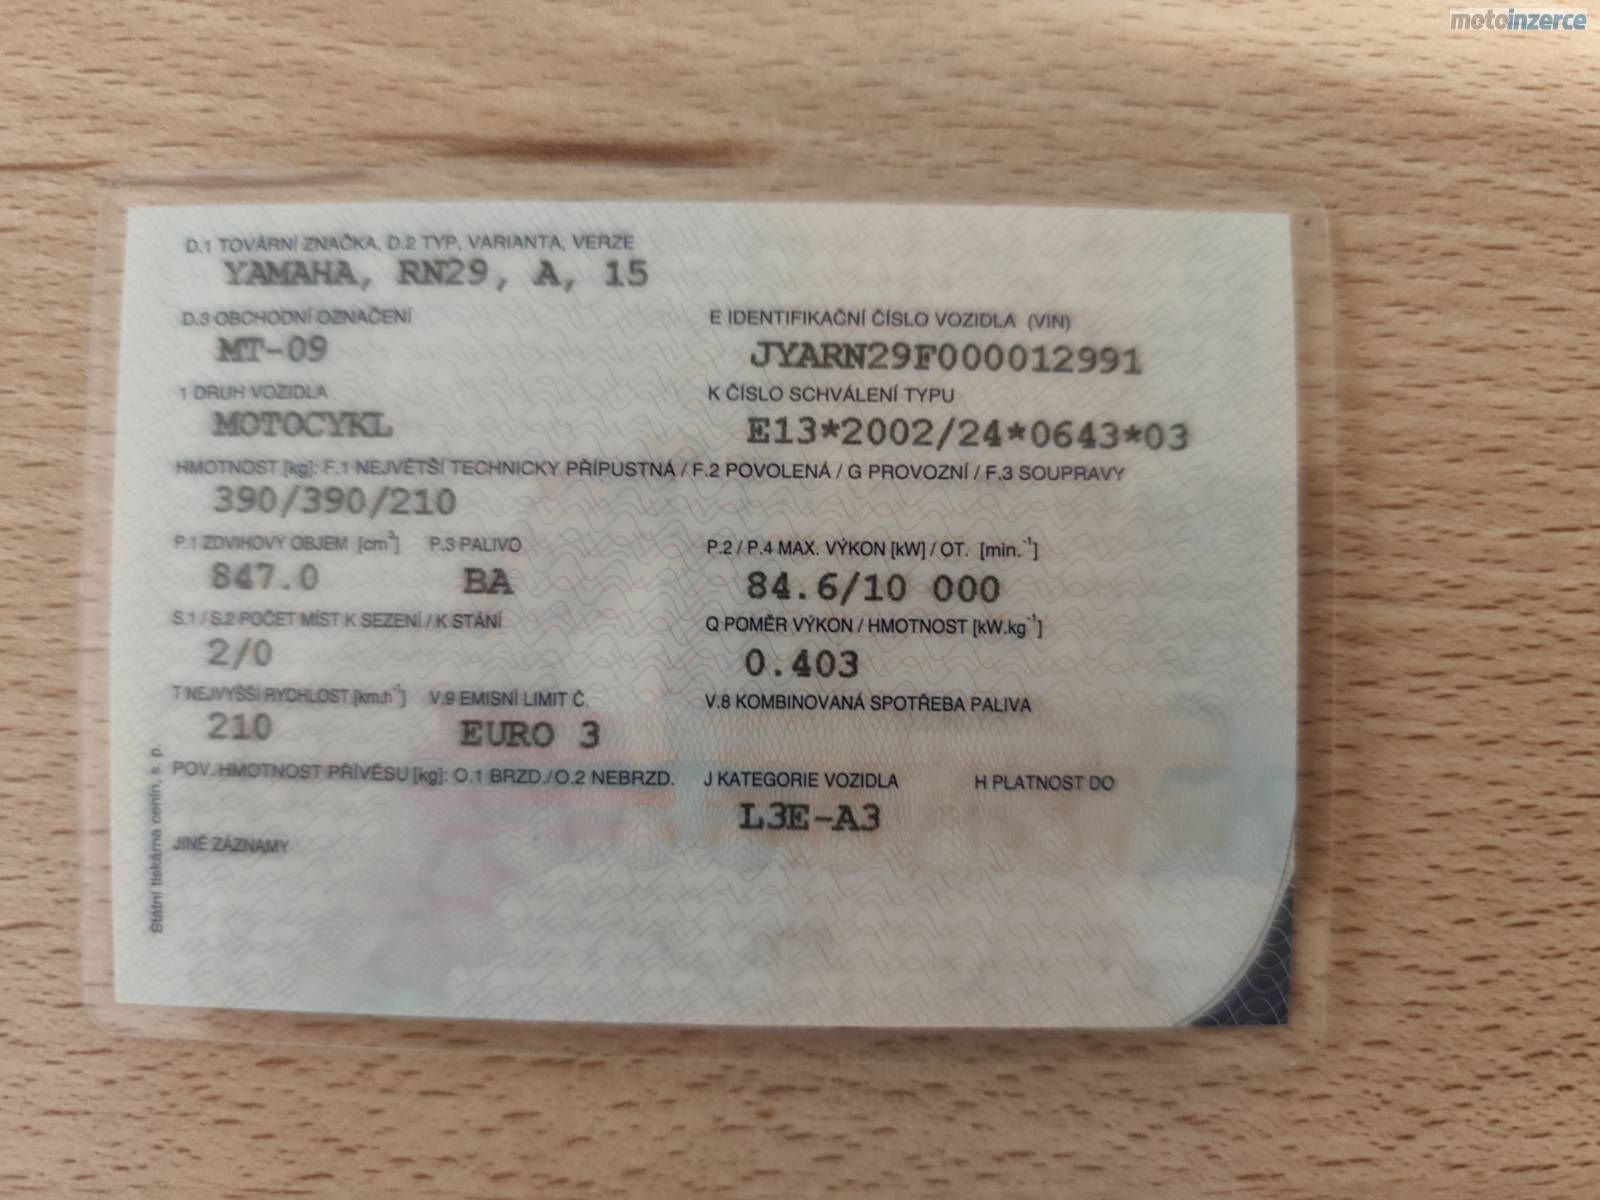 motoinzerce
D.1 TOVÁRNÍ ZNAČKA, D.2 TYP, VARIANTA, VERZE
YAMAHA, RN29, A, 15
D.3 OBCHODNÍ OZNAČENÍ E IDENTIFIKAČNÍ ČÍSLO VOZIDLA (VIN)
MT-09 JYARN29F000012991
1 DRUH VOZIDLA K ČÍSLO SCHVÁLENÍ TYPU
MOTOCYKL E13*2002/24*0643*03
HMOTNOST [kg]: F.1 NEJVĚTŠÍ TECHNICKY PŘÍPUSTNÁ / F.2 POVOLENÁ / G PROVOZNÍ / F.3 SOUPRAVY
390/390/210
P.1 ZDVIHOVÝ OBJEM [cm³] P.3 PALIVO P.2 / P.4 MAX. VÝKON [kW] / OT. [min.⁻¹]
847.0 BA 84.6/10 000
S.1 / S.2 POČET MÍST K SEZENÍ / K STÁNÍ Q POMĚR VÝKON / HMOTNOST [kW.kg⁻¹]
2/0 0.403
T NEJVYŠŠÍ RYCHLOST [km.h⁻¹] V.9 EMISNÍ LIMIT Č. V.8 KOMBINOVANÁ SPOTŘEBA PALIVA
210 EURO 3
POV. HMOTNOST PŘÍVĚSU [kg]: O.1 BRZD./O.2 NEBRZD. J KATEGORIE VOZIDLA H PLATNOST DO
L3E-A3
JINÉ ZÁZNAMY
Státní tiskárna cenin, s. p.